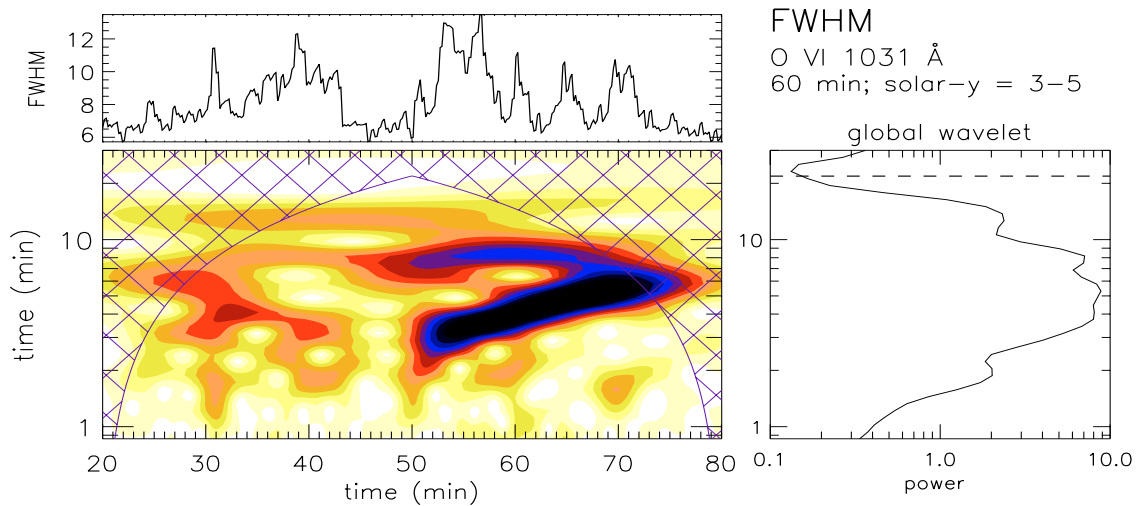 FWHM
12
10
8
6
FWHM
O VI 1031 Å
60 min; solar-y = 3-5
global wavelet
time (min)
10
1
20 30 40 50 60 70 80
time (min)
10
1
0.1 1.0 10.0
power